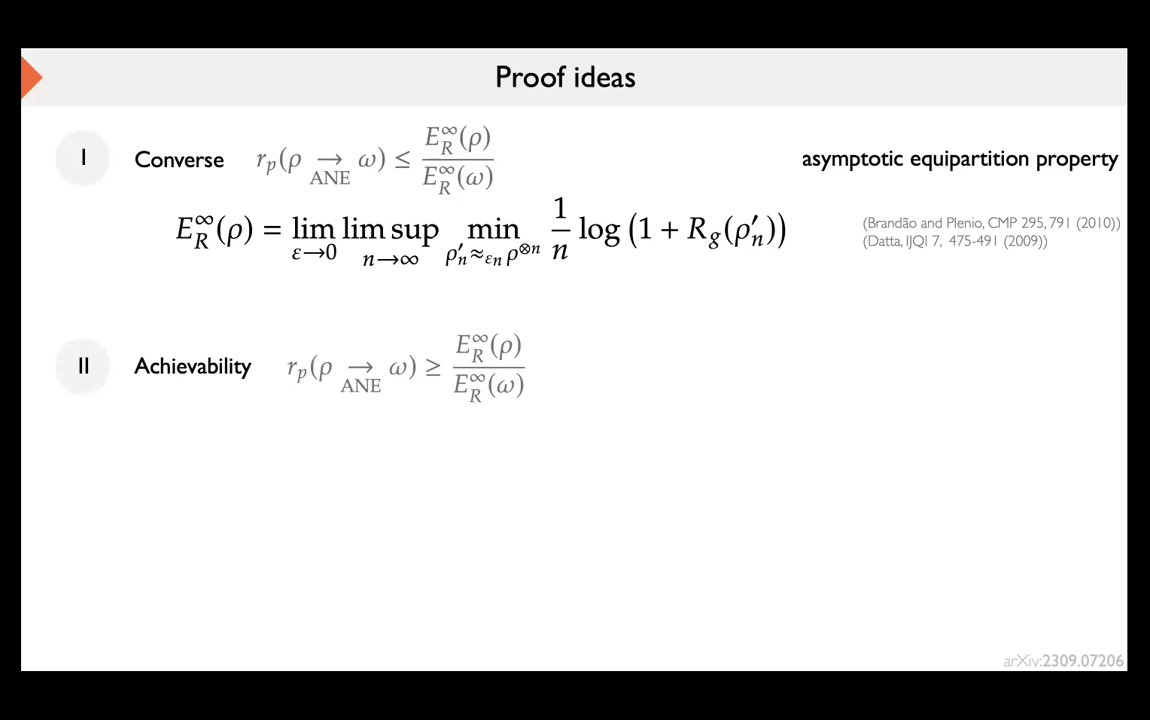 Proof ideas
I Converse r_p(ρ →_ANE ω) ≤ E_R^∞(ρ) / E_R^∞(ω) asymptotic equipartition property
E_R^∞(ρ) = lim_{ε→0} lim sup_{n→∞} min_{ρ′_n ≈_{ε_n} ρ^{⊗n}} 1/n log (1 + R_g(ρ′_n))
(Brandão and Plenio, CMP 295, 791 (2010))
(Datta, IJQI 7, 475-491 (2009))
II Achievability r_p(ρ →_ANE ω) ≥ E_R^∞(ρ) / E_R^∞(ω)
arXiv:2309.07206